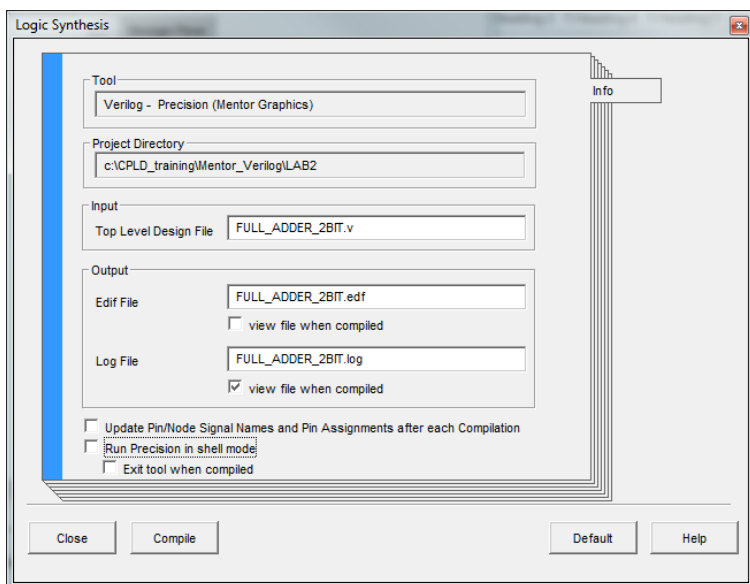 Logic Synthesis
Info
Tool
Verilog - Precision (Mentor Graphics)
Project Directory
c:\CPLD_training\Mentor_Verilog\LAB2
Input
Top Level Design File FULL_ADDER_2BIT.v
Output
Edif File FULL_ADDER_2BIT.edf
view file when compiled
Log File FULL_ADDER_2BIT.log
view file when compiled
Update Pin/Node Signal Names and Pin Assignments after each Compilation
Run Precision in shell mode
Exit tool when compiled
Close Compile Default Help